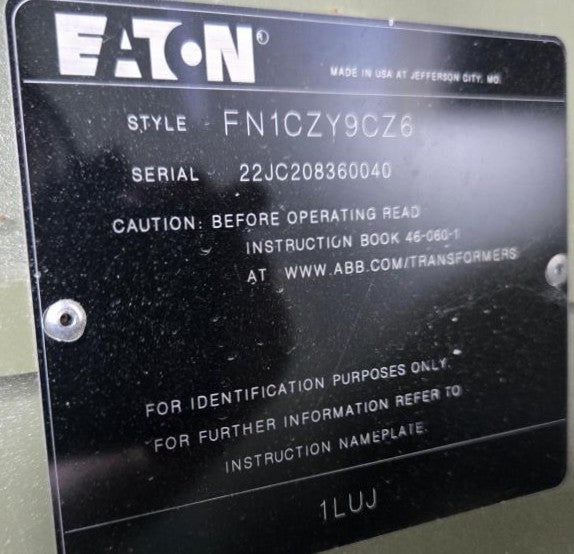 EATON®
MADE IN USA AT JEFFERSON CITY, MO.
STYLE FN1CZY9CZ6
SERIAL 22JC208360040
CAUTION: BEFORE OPERATING READ
INSTRUCTION BOOK 46-060-1
AT WWW.ABB.COM/TRANSFORMERS
FOR IDENTIFICATION PURPOSES ONLY.
FOR FURTHER INFORMATION REFER TO
INSTRUCTION NAMEPLATE.
1LUJ